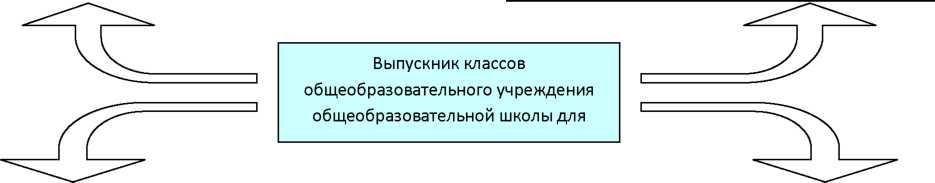 Выпускник классов
общеобразовательного учреждения
общеобразовательной школы для